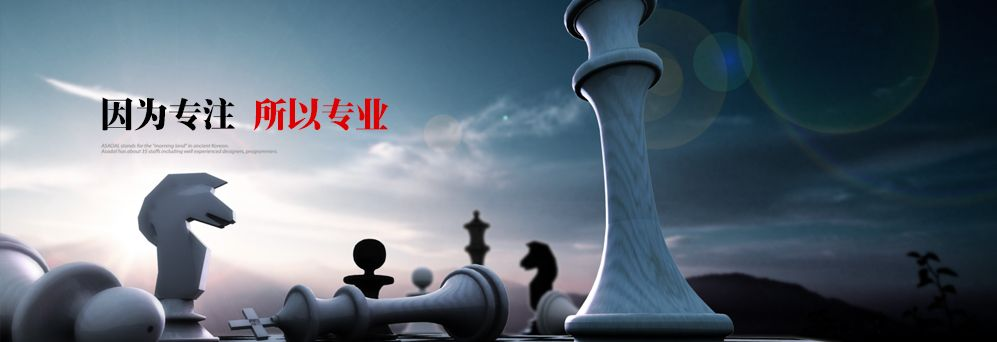 因为专注 所以专业
ASADAL stands for the "morning land" in ancient Korean.
Asadal has about 35 staffs including well experienced designers, programmers